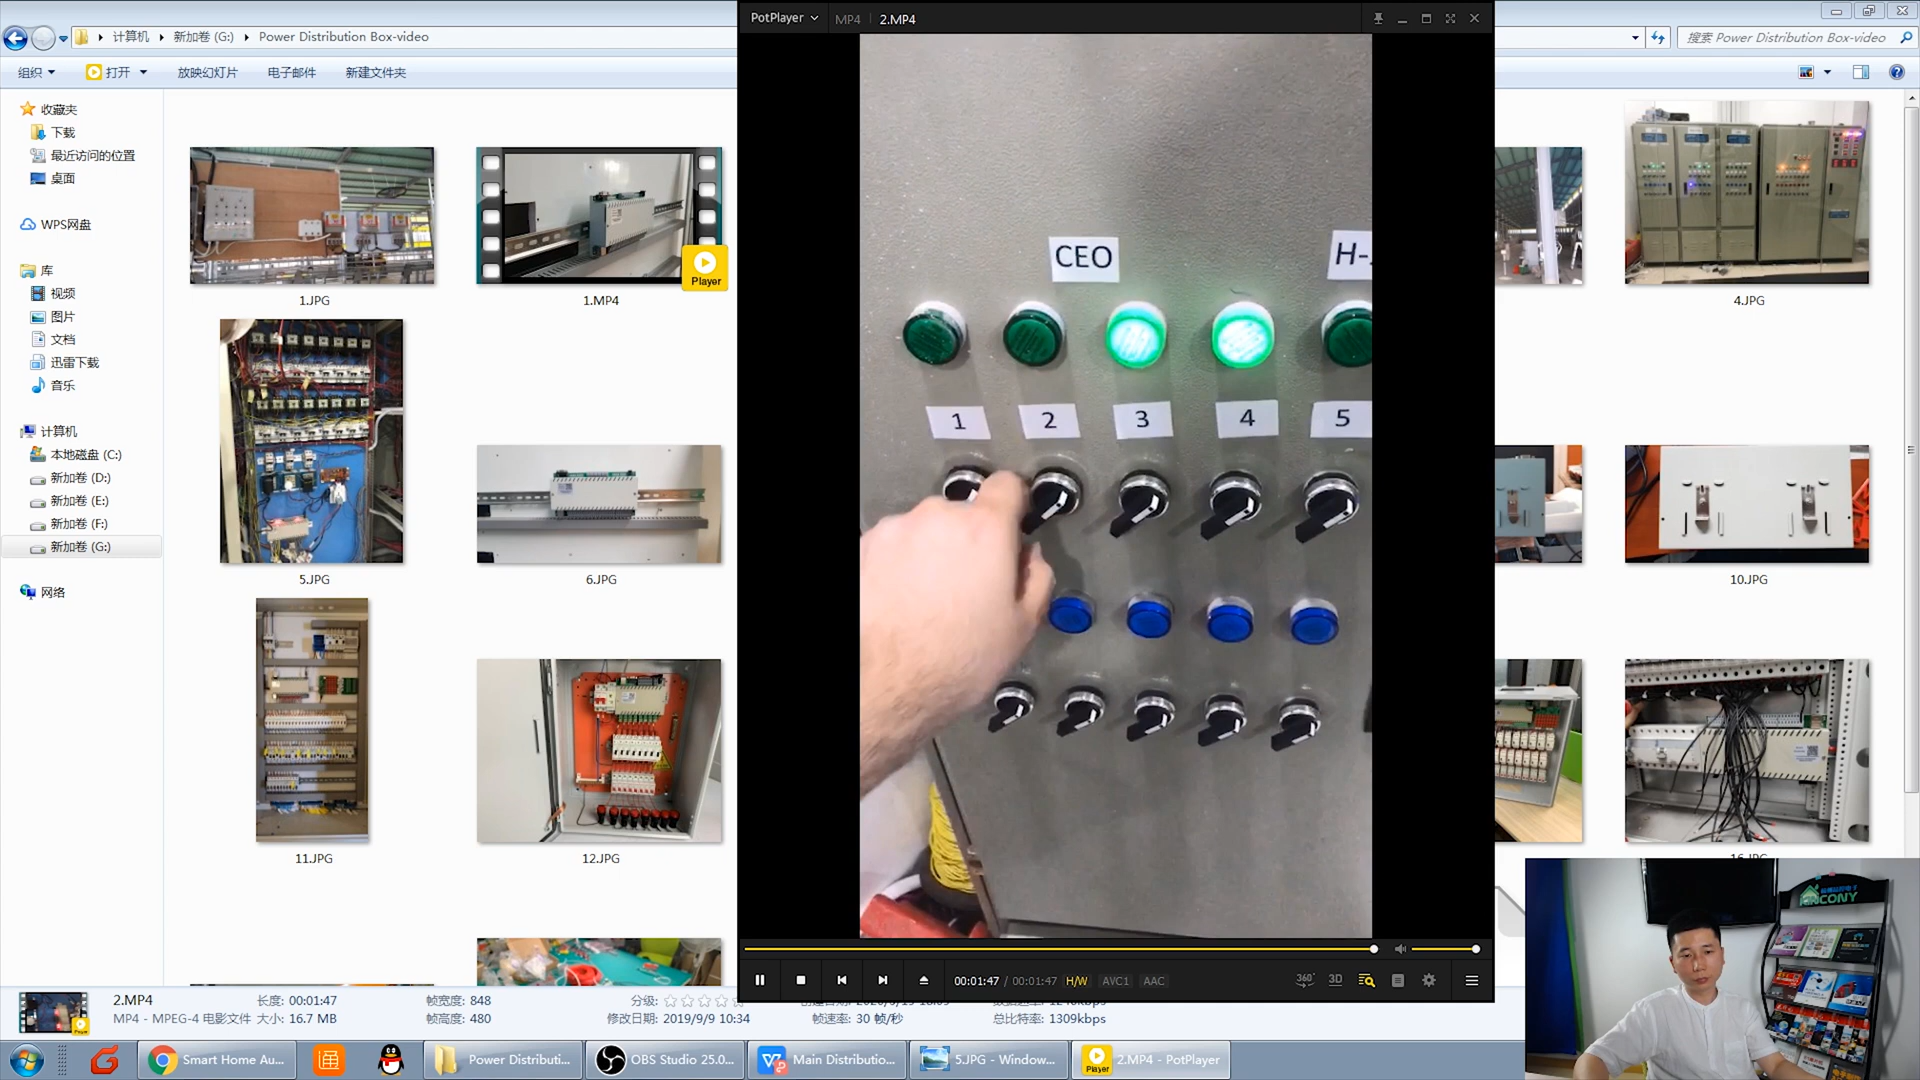 PotPlayer
MP4
2.MP4
计算机
新加卷 (G:)
Power Distribution Box-video
搜索 Power Distribution Box-video
组织
打开
放映幻灯片
电子邮件
新建文件夹
收藏夹
下载
最近访问的位置
桌面
WPS网盘
库
视频
图片
文档
迅雷下载
音乐
计算机
本地磁盘 (C:)
新加卷 (D:)
新加卷 (E:)
新加卷 (F:)
新加卷 (G:)
网络
Player
1.JPG
1.MP4
4.JPG
5.JPG
6.JPG
10.JPG
11.JPG
12.JPG
16.JPG
CEO
H-
1
2
3
4
5
00:01:47 / 00:01:47
H/W
AVC1
AAC
360°
3D
2.MP4
长度: 00:01:47
帧宽度: 848
分级:
MP4 - MPEG-4 电影文件
大小: 16.7 MB
帧高度: 480
修改日期: 2019/9/9 10:34
帧速率: 30 帧/秒
总比特率: 1309kbps
Smart Home Au...
Power Distributi...
OBS Studio 25.0...
Main Distributio...
5.JPG - Window...
2.MP4 - PotPlayer
Player